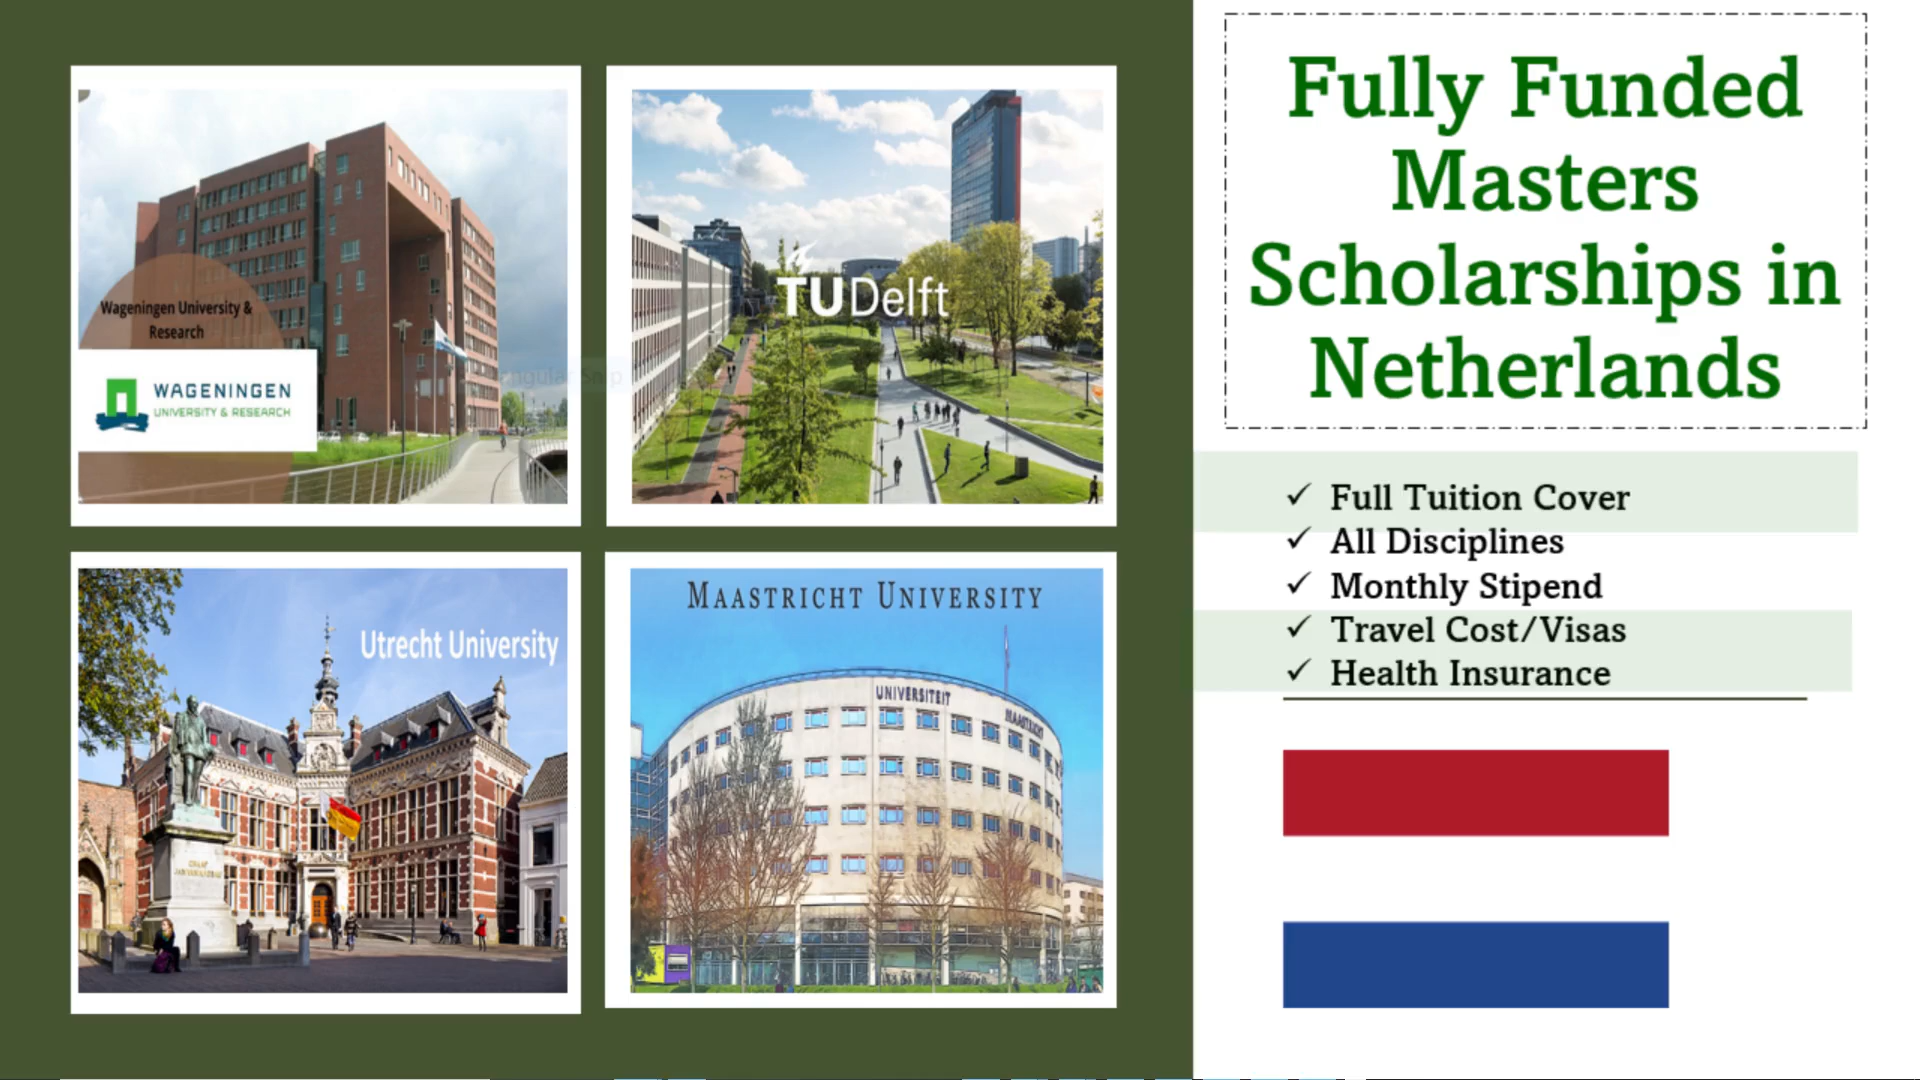 Wageningen University &
Research
WAGENINGEN
UNIVERSITY & RESEARCH
TUDelft
Utrecht University
MAASTRICHT UNIVERSITY
UNIVERSITEIT
MAASTRICHT
Fully Funded
Masters
Scholarships in
Netherlands
✓ Full Tuition Cover
✓ All Disciplines
✓ Monthly Stipend
✓ Travel Cost/Visas
✓ Health Insurance